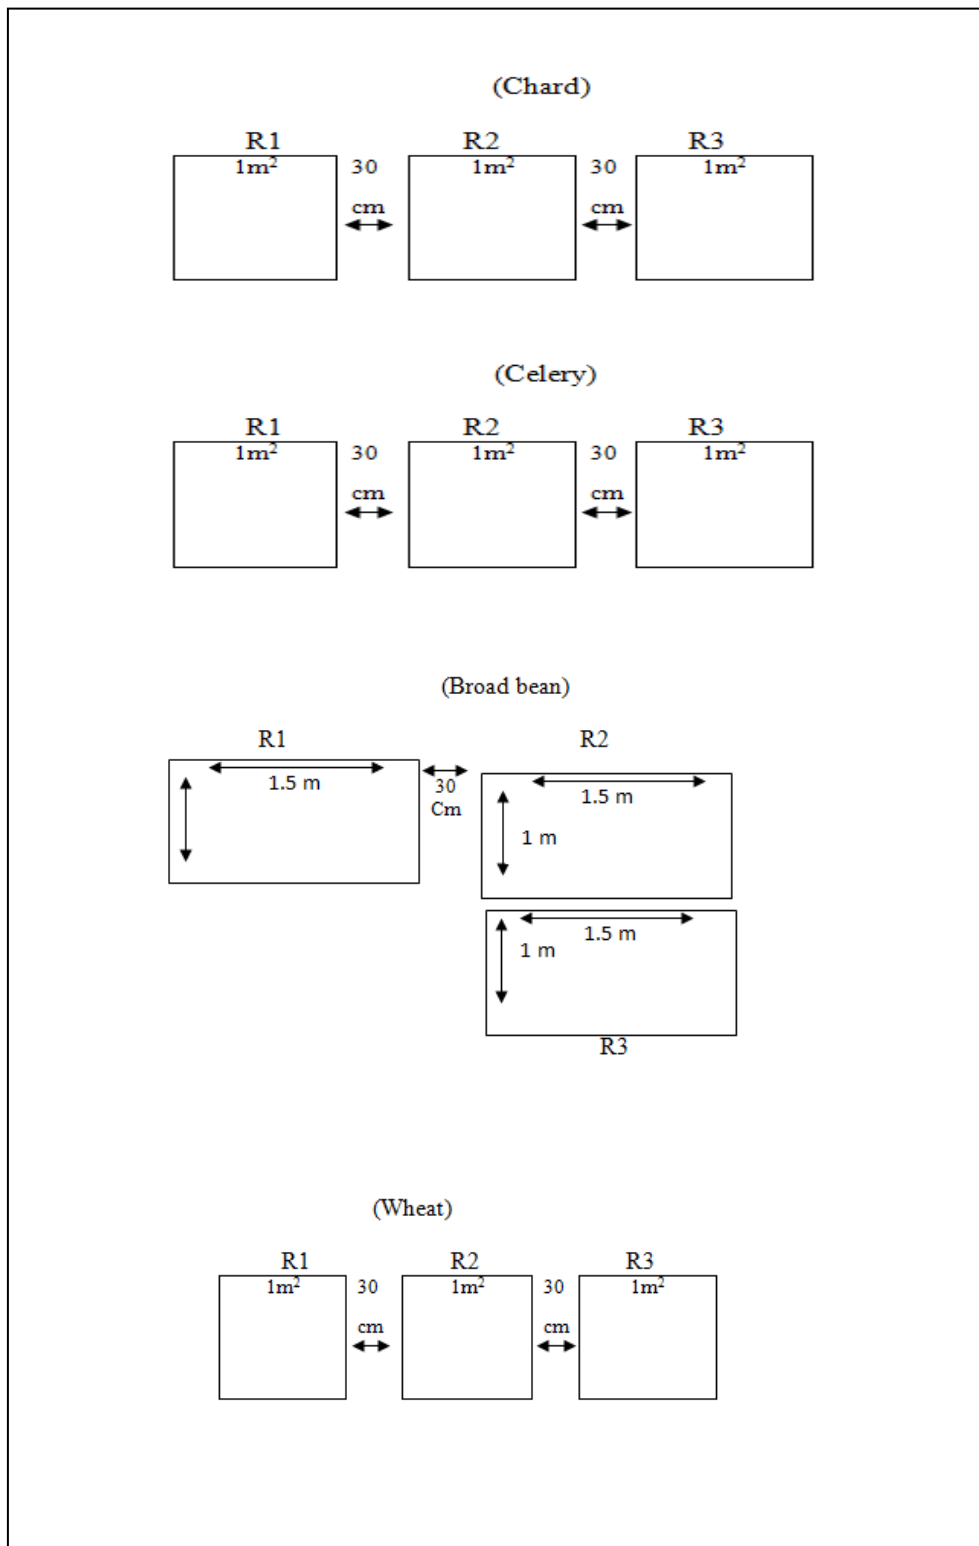 (Chard)
R1 R2 R3
1m² 30 1m² 30 1m²
cm cm
(Celery)
R1 R2 R3
1m² 30 1m² 30 1m²
cm cm
(Broad bean)
R1 R2
1.5 m 30 1.5 m
Cm
1 m
1.5 m
1 m
R3
(Wheat)
R1 R2 R3
1m² 30 1m² 30 1m²
cm cm